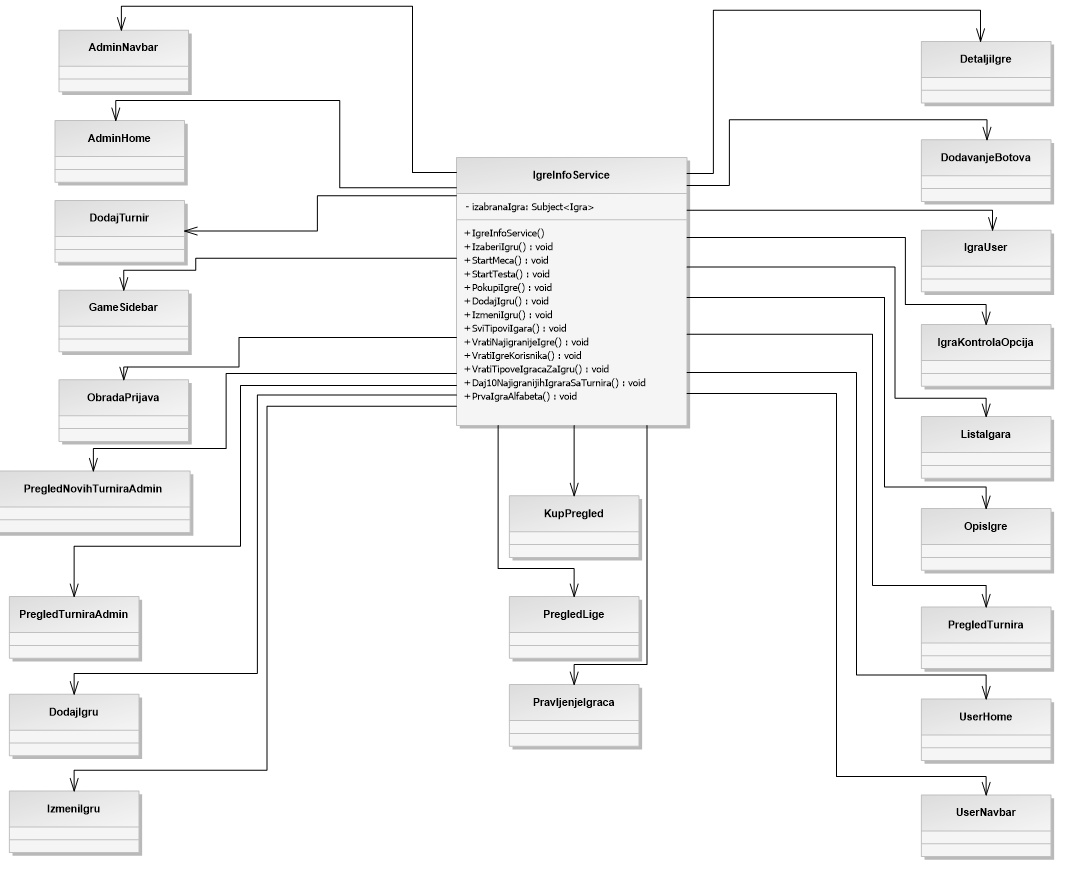 AdminNavbar
AdminHome
DodajTurnir
GameSidebar
ObradaPrijava
PregledNovihTurniraAdmin
PregledTurniraAdmin
DodajIgru
IzmeniIgru
IgreInfoService
- izabranaIgra: Subject<Igra>
+ IgreInfoService()
+ IzaberiIgru() : void
+ StartMeca() : void
+ StartTesta() : void
+ PokupiIgre() : void
+ DodajIgru() : void
+ IzmeniIgru() : void
+ SviTipoviIgara() : void
+ VratiNajigranijeIgre() : void
+ VratiIgreKorisnika() : void
+ VratiTipoveIgracaZaIgru() : void
+ Daj10NajigranijihIgraraSaTurnira() : void
+ PrvaIgraAlfabeta() : void
KupPregled
PregledLige
PravljenjeIgraca
DetaljiIgre
DodavanjeBotova
IgraUser
IgraKontrolaOpcija
ListaIgara
OpisIgre
PregledTurnira
UserHome
UserNavbar